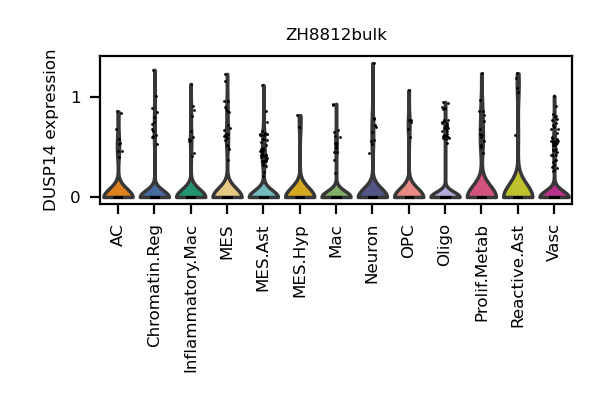 ZH8812bulk
DUSP14 expression
1
0
AC
Chromatin.Reg
Inflammatory.Mac
MES
MES.Ast
MES.Hyp
Mac
Neuron
OPC
Oligo
Prolif.Metab
Reactive.Ast
Vasc